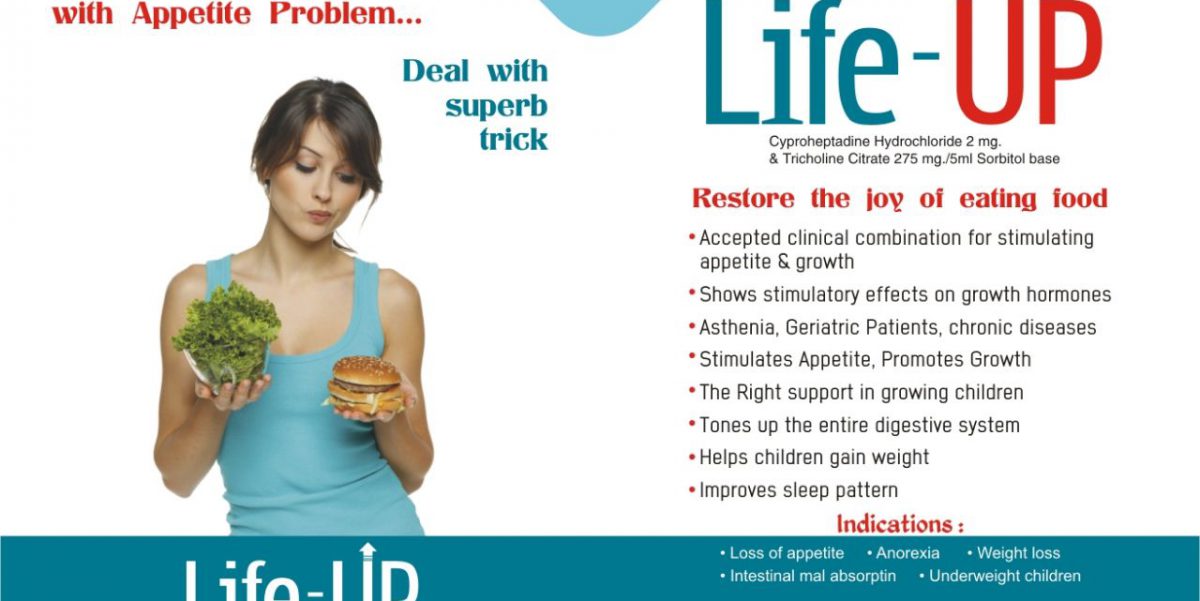 with Appetite Problem...
Deal with
superb
trick
Life-UP
Life-UP
Cyproheptadine Hydrochloride 2 mg.
& Tricholine Citrate 275 mg./5ml Sorbitol base
Restore the joy of eating food
• Accepted clinical combination for stimulating
appetite & growth
• Shows stimulatory effects on growth hormones
• Asthenia, Geriatric Patients, chronic diseases
• Stimulates Appetite, Promotes Growth
• The Right support in growing children
• Tones up the entire digestive system
• Helps children gain weight
• Improves sleep pattern
Indications :
• Loss of appetite • Anorexia • Weight loss
• Intestinal mal absorptin • Underweight children